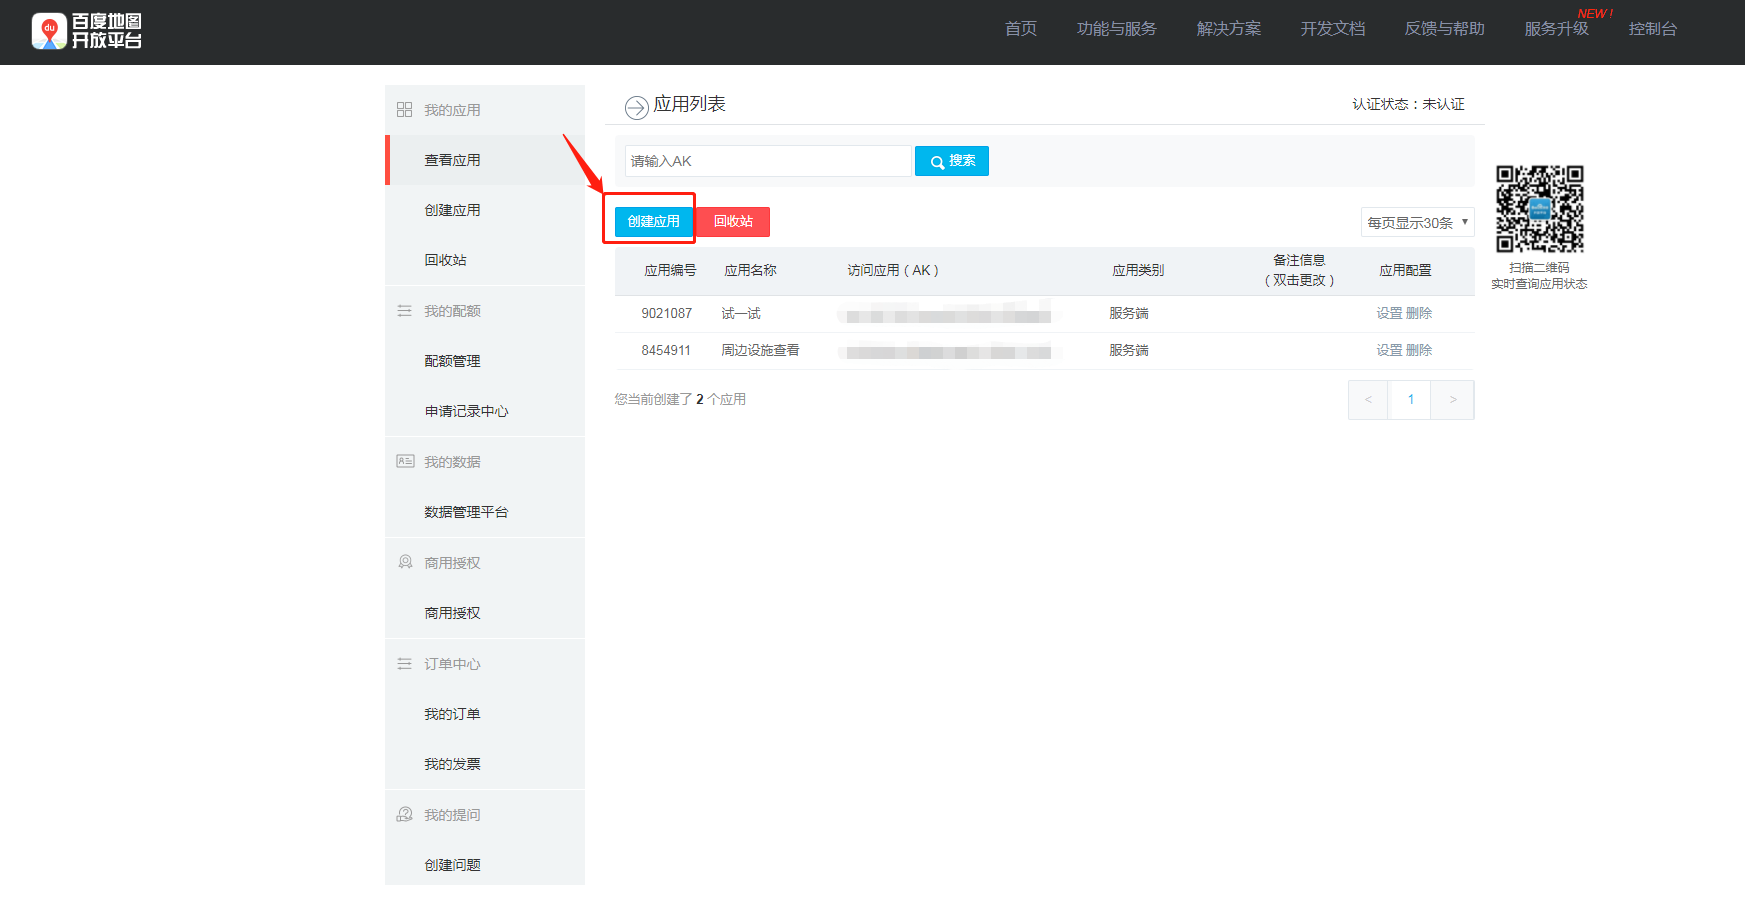 du
百度地图
开放平台
首页
功能与服务
解决方案
开发文档
反馈与帮助
服务升级
NEW !
控制台
我的应用
查看应用
创建应用
回收站
我的配额
配额管理
申请记录中心
我的数据
数据管理平台
商用授权
商用授权
订单中心
我的订单
我的发票
我的提问
创建问题
应用列表
认证状态：未认证
请输入AK
搜索
创建应用
回收站
每页显示30条
应用编号 应用名称 访问应用（AK） 应用类别 备注信息 应用配置
（双击更改）
9021087 试一试 服务端 设置 删除
8454911 周边设施查看 服务端 设置 删除
您当前创建了 2 个应用
< 1 >
扫描二维码
实时查询应用状态